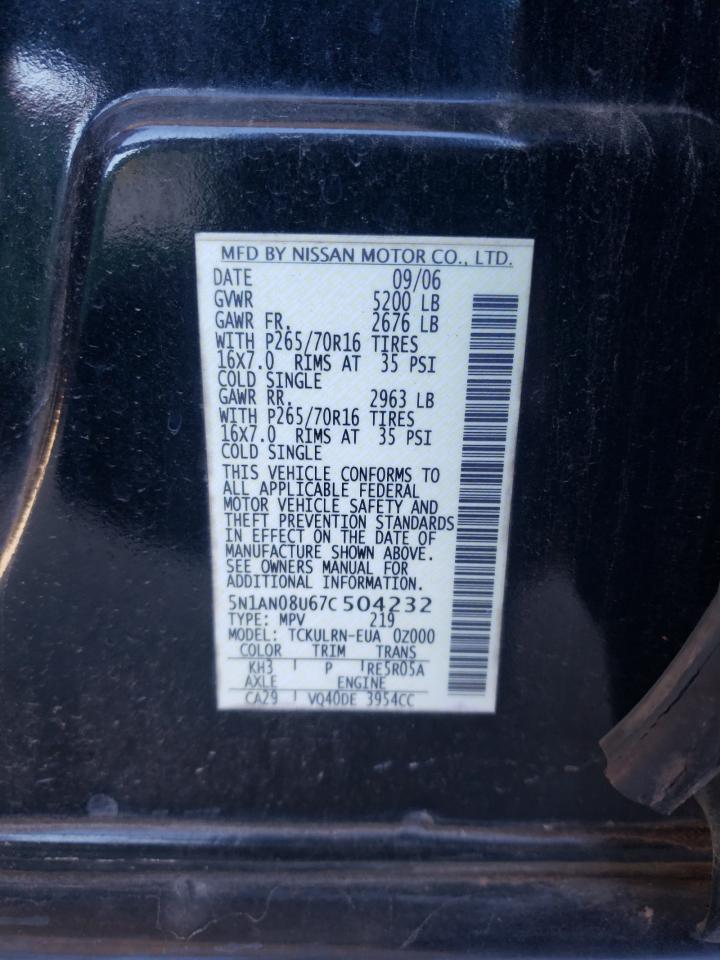 MFD BY NISSAN MOTOR CO., LTD.
DATE 09/06
GVWR 5200 LB
GAWR FR. 2676 LB
WITH P265/70R16 TIRES
16X7.0 RIMS AT 35 PSI
COLD SINGLE
GAWR RR. 2963 LB
WITH P265/70R16 TIRES
16X7.0 RIMS AT 35 PSI
COLD SINGLE
THIS VEHICLE CONFORMS TO
ALL APPLICABLE FEDERAL
MOTOR VEHICLE SAFETY AND
THEFT PREVENTION STANDARDS
IN EFFECT ON THE DATE OF
MANUFACTURE SHOWN ABOVE.
SEE OWNERS MANUAL FOR
ADDITIONAL INFORMATION.
5N1AN08U67C504232
TYPE: MPV 219
MODEL: TCKULRN-EUA 0Z000
COLOR TRIM TRANS
KH3 P RE5R05A
AXLE ENGINE
CA29 VQ40DE 3954CC